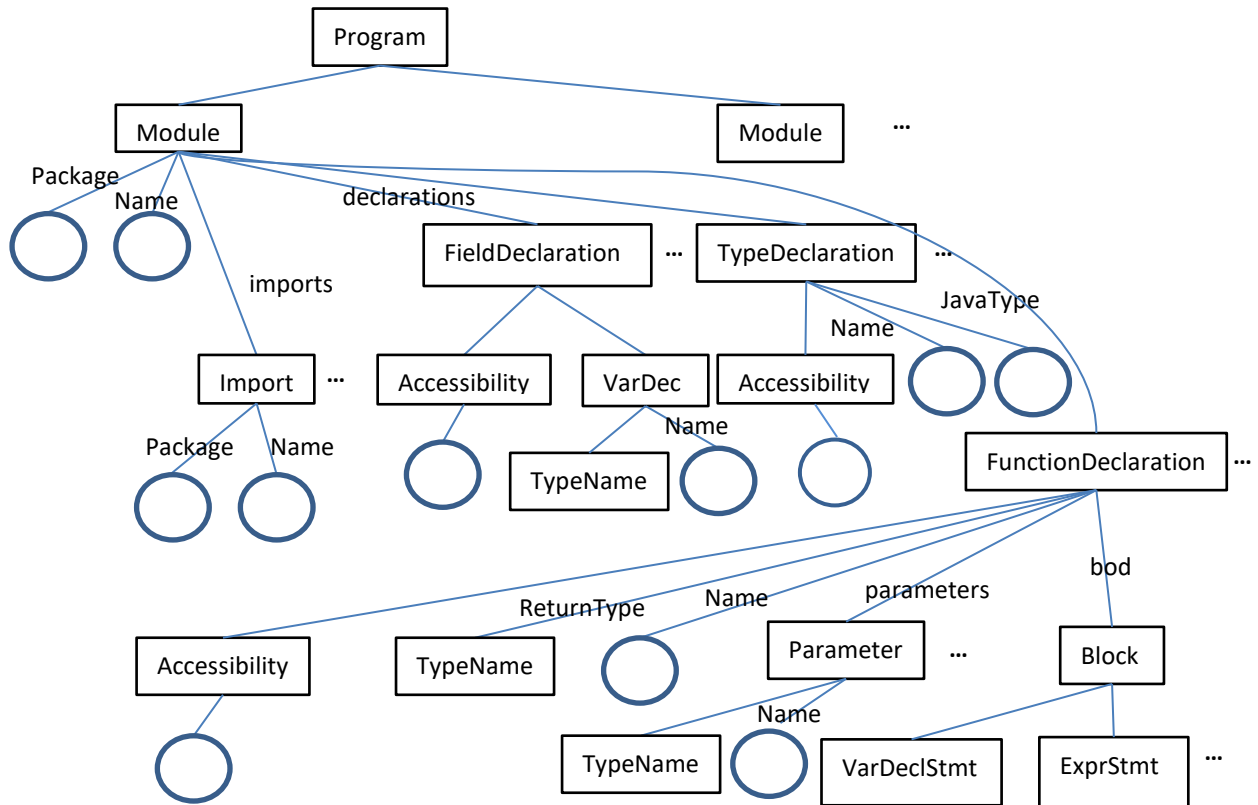 Program
Module
Module
...
Package
Name
declarations
FieldDeclaration
...
TypeDeclaration
...
imports
JavaType
Name
Import
...
Accessibility
VarDec
Accessibility
Package
Name
Name
TypeName
FunctionDeclaration
...
bod
parameters
Name
ReturnType
Accessibility
TypeName
Parameter
...
Block
Name
TypeName
VarDeclStmt
ExprStmt
...